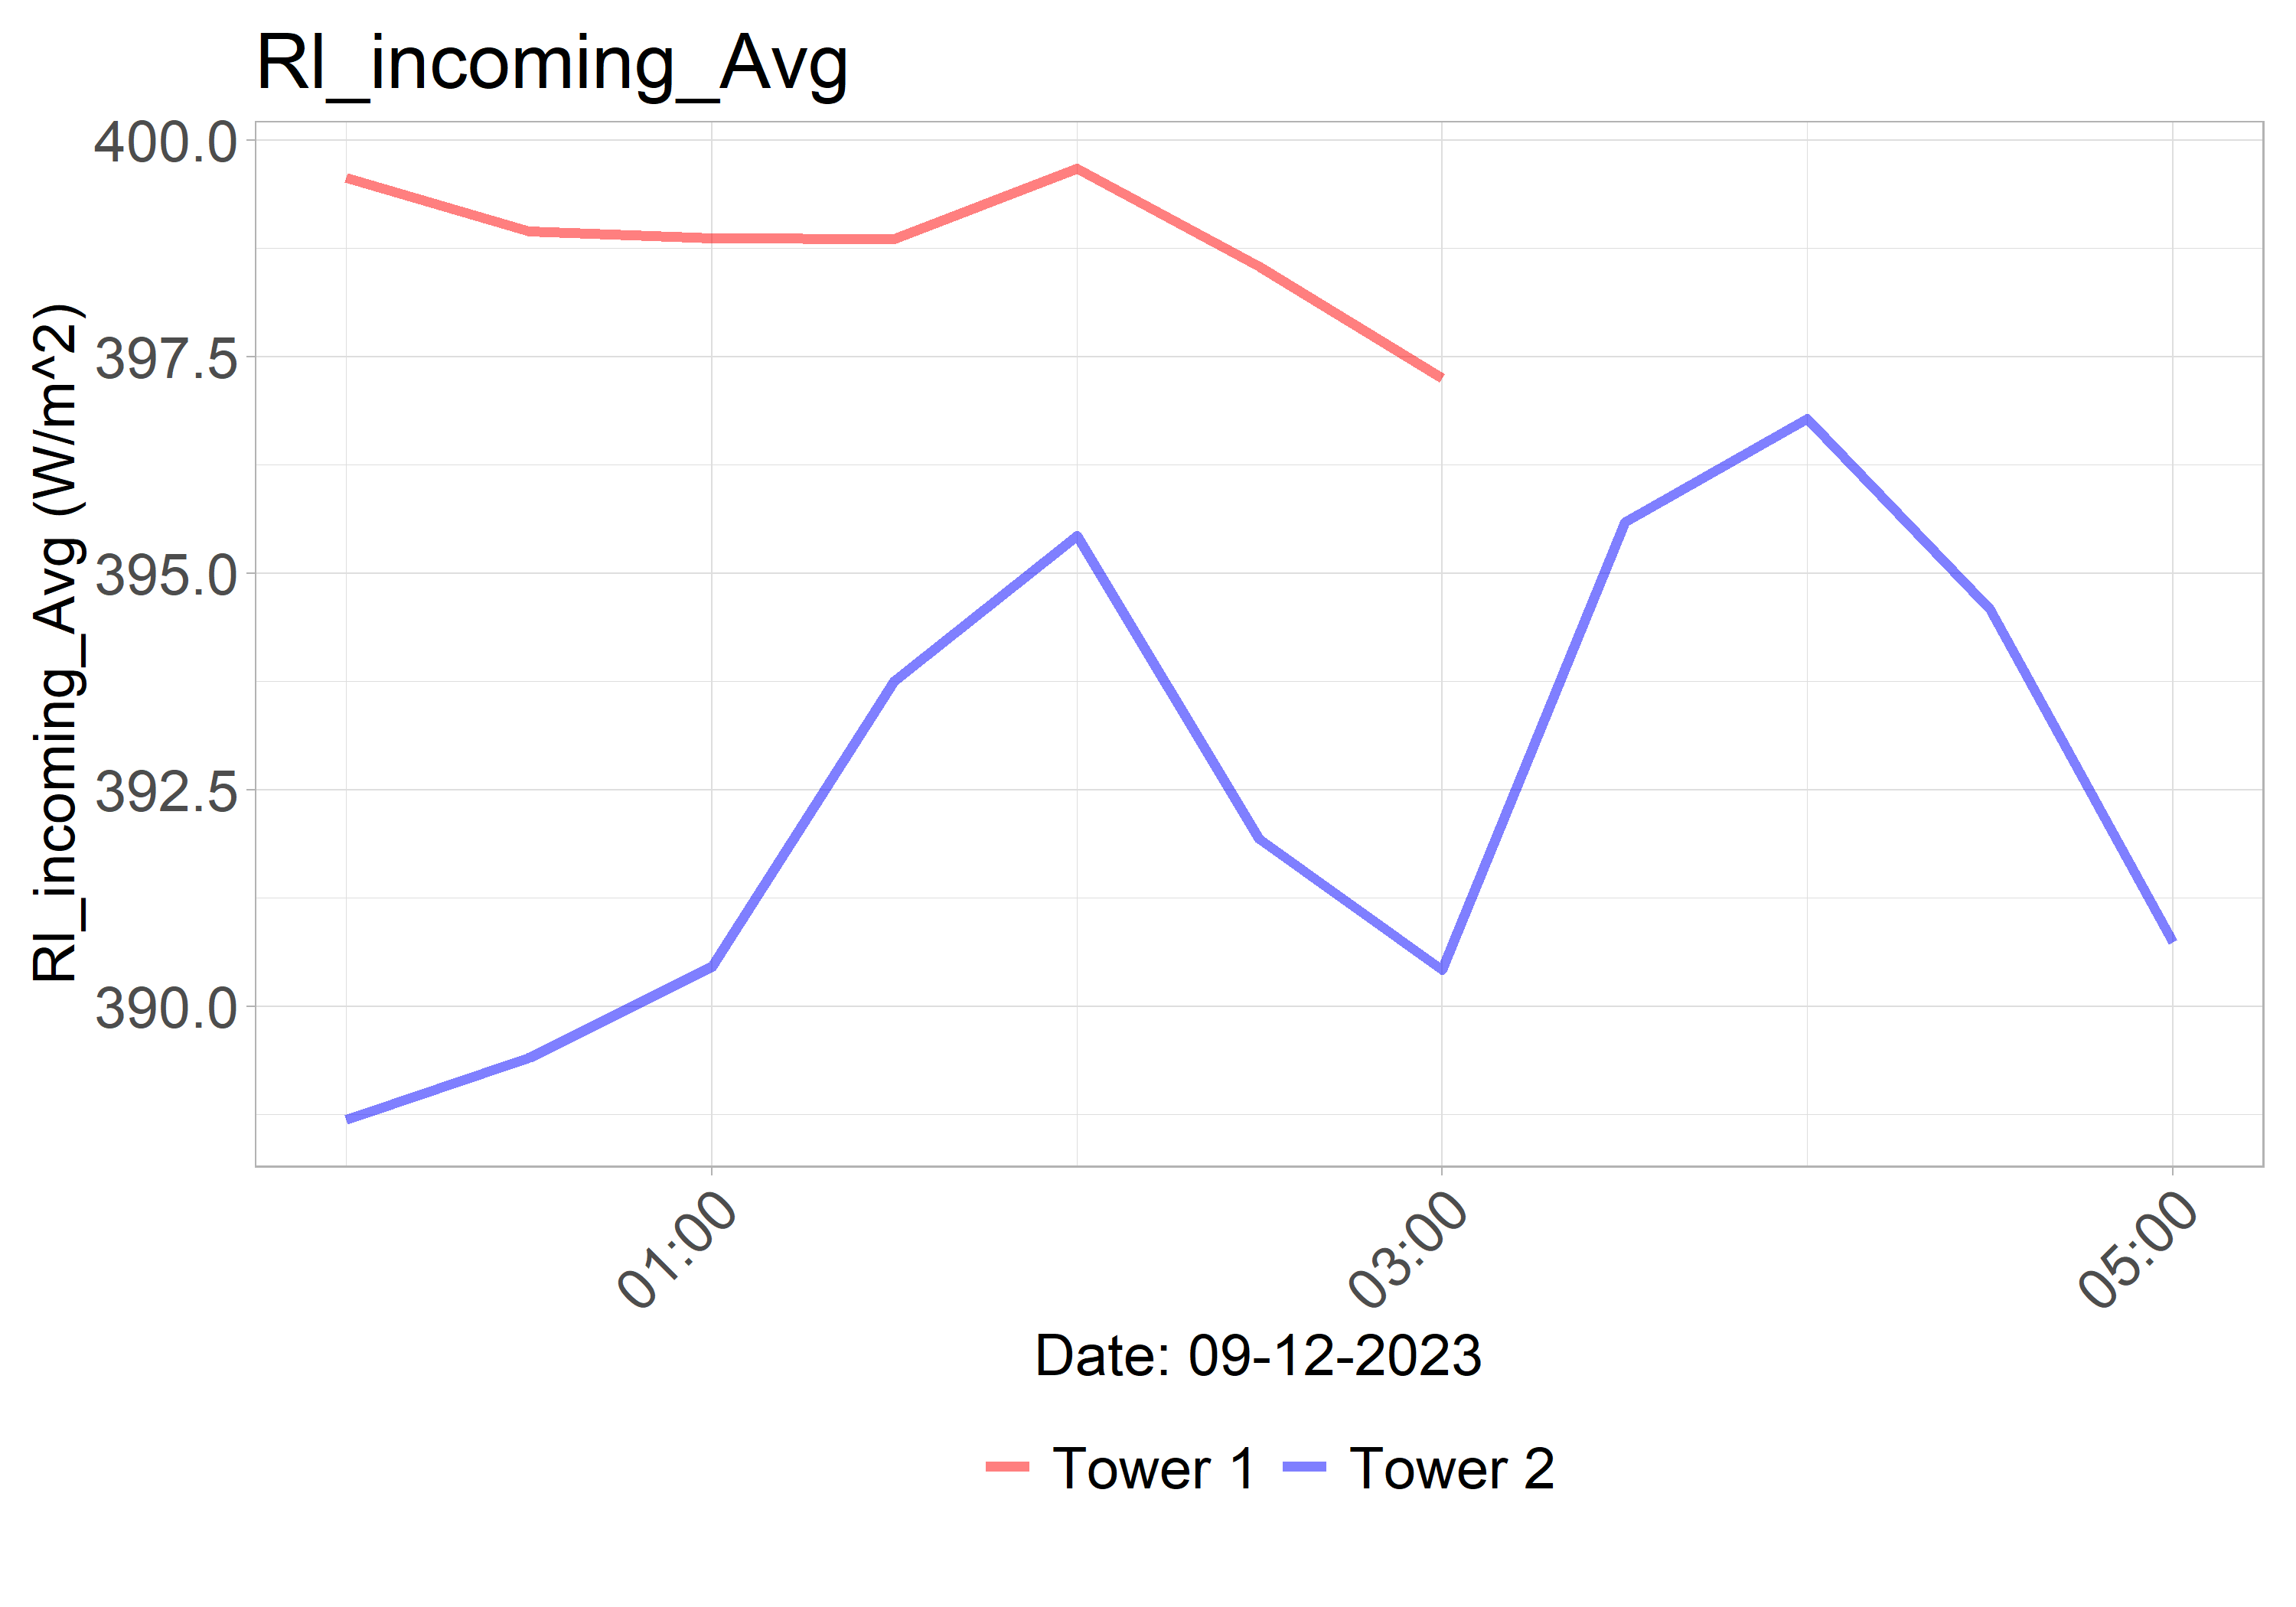 Rl_incoming_Avg
Rl_incoming_Avg (W/m^2)
400.0
397.5
395.0
392.5
390.0
01:00
03:00
05:00
Date: 09-12-2023
Tower 1
Tower 2